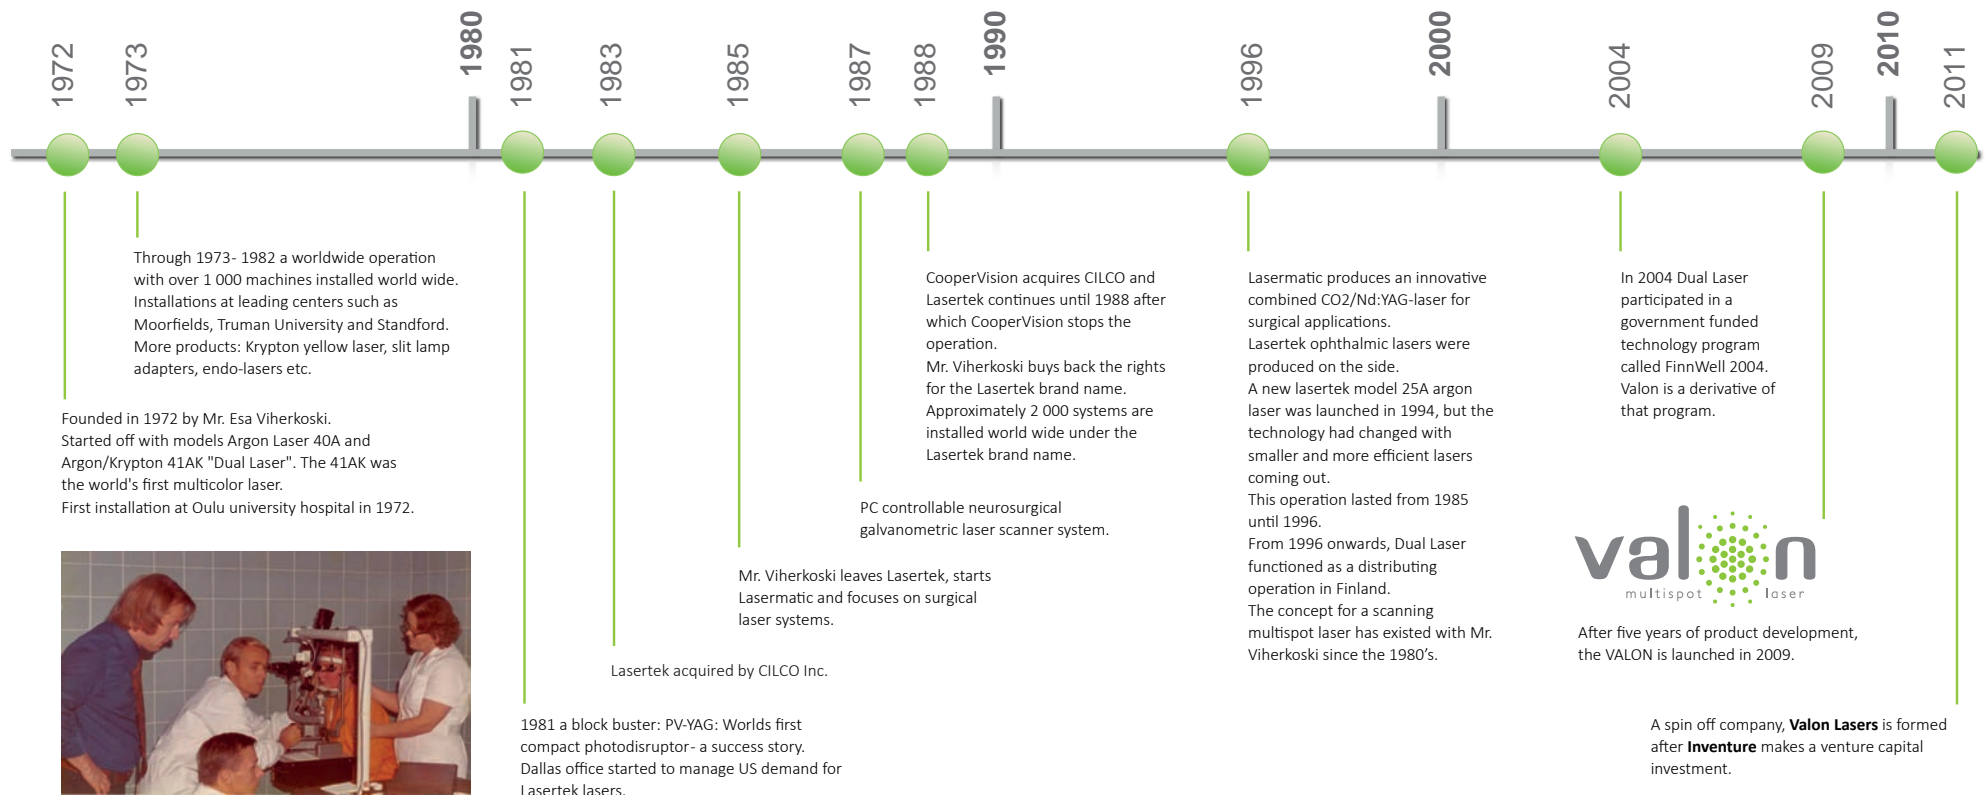 1972
1973
1980
1981
1983
1985
1987
1988
1990
1996
2000
2004
2009
2010
2011
Founded in 1972 by Mr. Esa Viherkoski.
Started off with models Argon Laser 40A and
Argon/Krypton 41AK "Dual Laser". The 41AK was
the world's first multicolor laser.
First installation at Oulu university hospital in 1972.
Through 1973- 1982 a worldwide operation
with over 1 000 machines installed world wide.
Installations at leading centers such as
Moorfields, Truman University and Standford.
More products: Krypton yellow laser, slit lamp
adapters, endo-lasers etc.
1981 a block buster: PV-YAG: Worlds first
compact photodisruptor- a success story.
Dallas office started to manage US demand for
Lasertek lasers.
Lasertek acquired by CILCO Inc.
Mr. Viherkoski leaves Lasertek, starts
Lasermatic and focuses on surgical
laser systems.
PC controllable neurosurgical
galvanometric laser scanner system.
CooperVision acquires CILCO and
Lasertek continues until 1988 after
which CooperVision stops the
operation.
Mr. Viherkoski buys back the rights
for the Lasertek brand name.
Approximately 2 000 systems are
installed world wide under the
Lasertek brand name.
Lasermatic produces an innovative
combined CO2/Nd:YAG-laser for
surgical applications.
Lasertek ophthalmic lasers were
produced on the side.
A new lasertek model 25A argon
laser was launched in 1994, but the
technology had changed with
smaller and more efficient lasers
coming out.
This operation lasted from 1985
until 1996.
From 1996 onwards, Dual Laser
functioned as a distributing
operation in Finland.
The concept for a scanning
multispot laser has existed with Mr.
Viherkoski since the 1980’s.
In 2004 Dual Laser
participated in a
government funded
technology program
called FinnWell 2004.
Valon is a derivative of
that program.
valon
multispot laser
After five years of product development,
the VALON is launched in 2009.
A spin off company, Valon Lasers is formed
after Inventure makes a venture capital
investment.